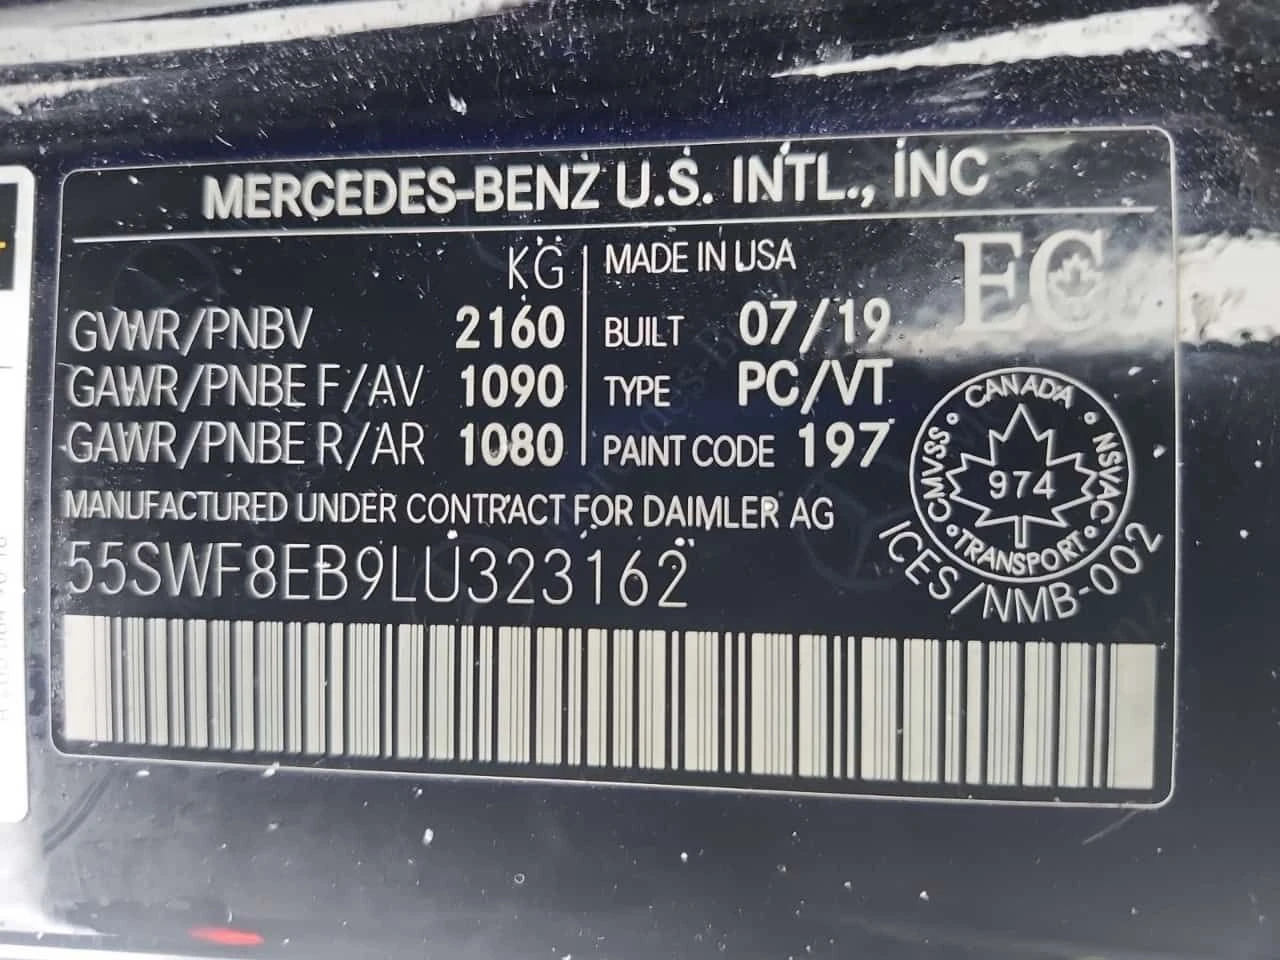 MERCEDES-BENZ U.S. INTL., INC
KG
GVWR/PNBV 2160
GAWR/PNBE F/AV 1090
GAWR/PNBE R/AR 1080
MADE IN USA
BUILT 07/19
TYPE PC/VT
PAINT CODE 197
EC
CANADA
CMVSS
NSVAC
974
TRANSPORT
ICES/NMB-002
MANUFACTURED UNDER CONTRACT FOR DAIMLER AG
55SWF8EB9LU323162